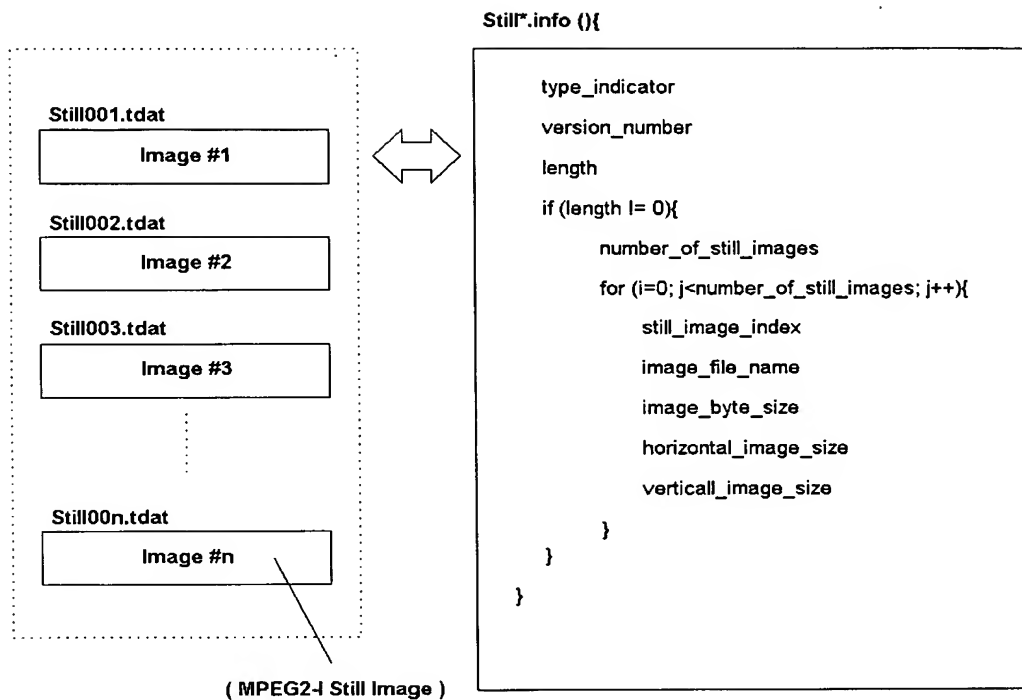 Still001.tdat
Image #1
Still002.tdat
Image #2
Still003.tdat
Image #3
Still00n.tdat
Image #n
( MPEG2-I Still Image )
Still*.info (){
type_indicator
version_number
length
if (length != 0){
number_of_still_images
for (i=0; j<number_of_still_images; j++){
still_image_index
image_file_name
image_byte_size
horizontal_image_size
verticall_image_size
}
}
}